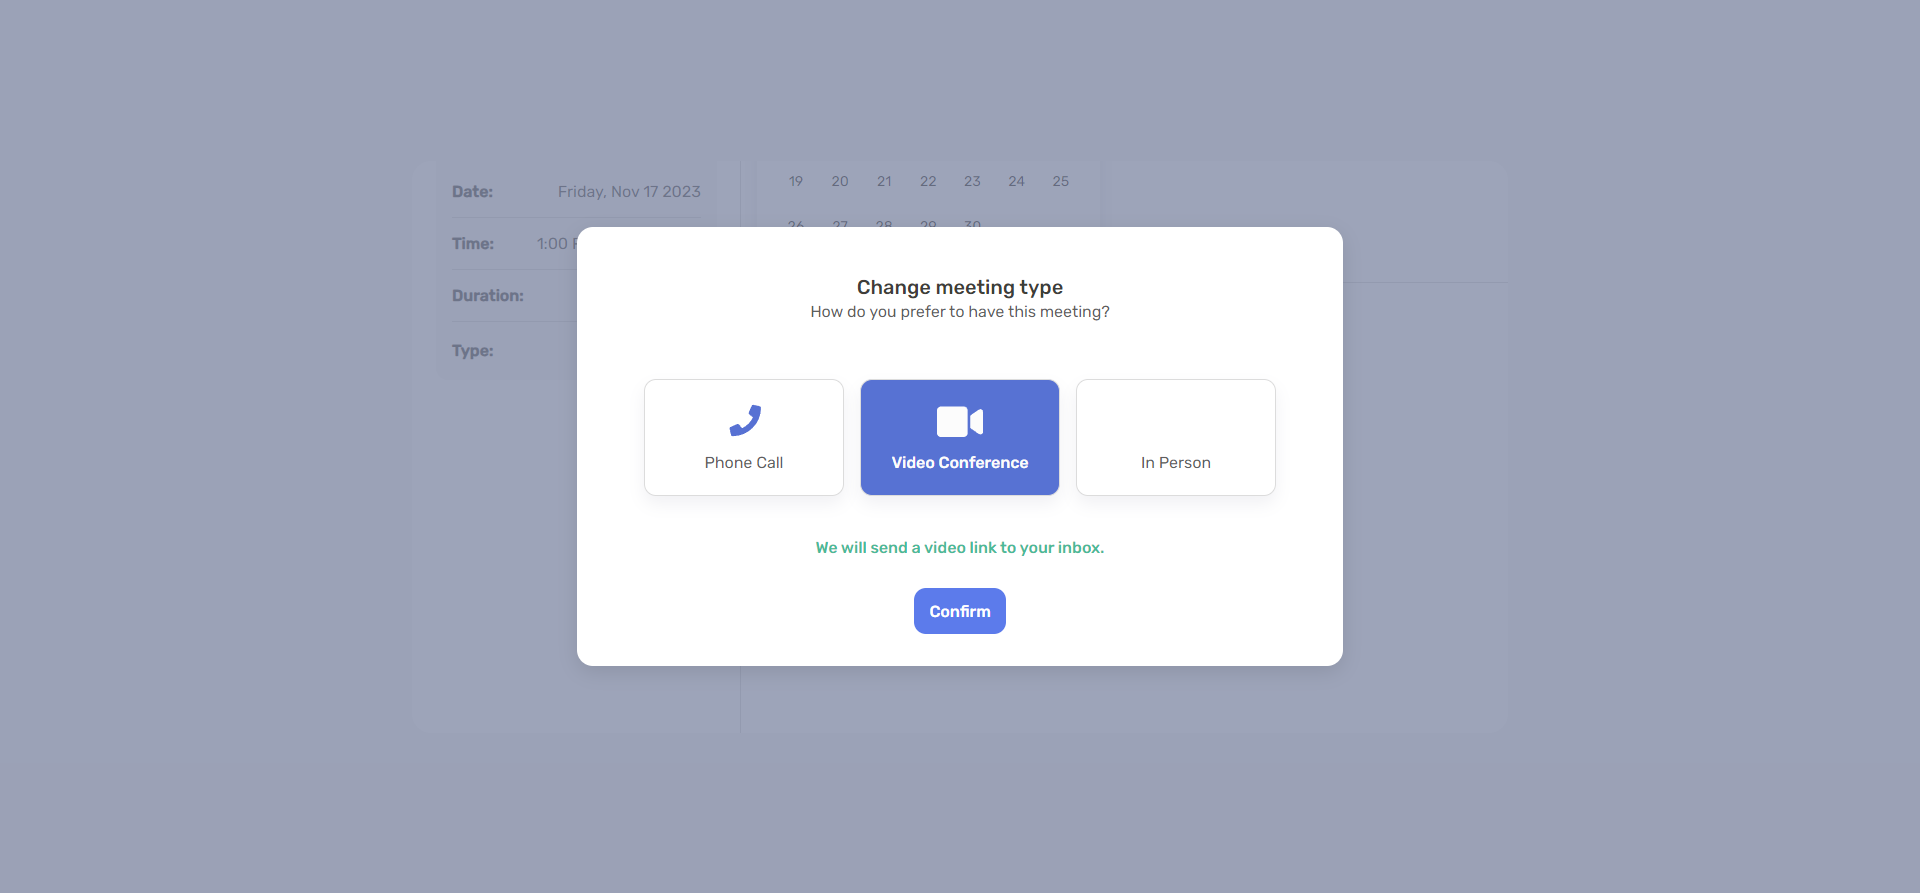 Date: Friday, Nov 17 2023
Time: 1:00
Duration:
Type:
19 20 21 22 23 24 25
26 27 28 29 30
Change meeting type
How do you prefer to have this meeting?
Phone Call
Video Conference
In Person
We will send a video link to your inbox.
Confirm